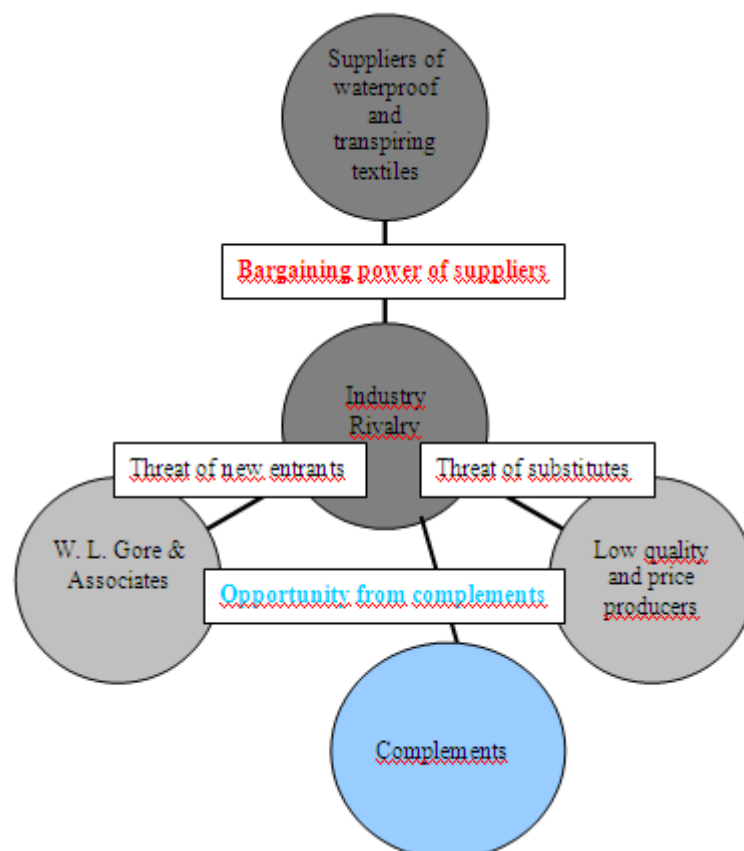 Suppliers of
waterproof
and
transpiring
textiles
Bargaining power of suppliers
Industry
Rivalry
Threat of new entrants
Threat of substitutes
W. L. Gore &
Associates
Low quality
and price
producers
Opportunity from complements
Complements